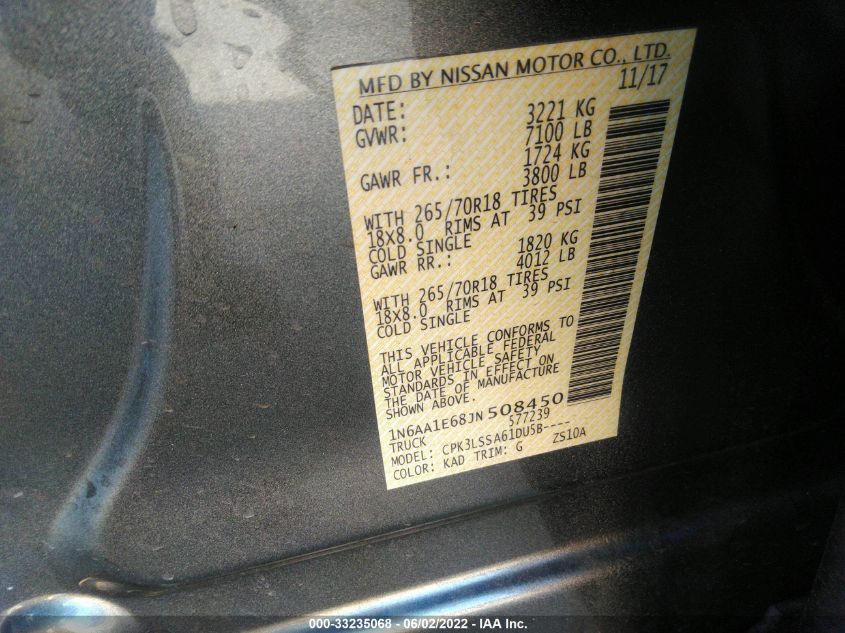 MFD BY NISSAN MOTOR CO., LTD.
DATE: 11/17
GVWR: 3221 KG
7100 LB
GAWR FR.: 1724 KG
3800 LB
WITH 265/70R18 TIRES
18X8.0 RIMS AT 39 PSI
COLD SINGLE
GAWR RR.: 1820 KG
4012 LB
WITH 265/70R18 TIRES
18X8.0 RIMS AT 39 PSI
COLD SINGLE
THIS VEHICLE CONFORMS TO
ALL APPLICABLE FEDERAL
MOTOR VEHICLE SAFETY
STANDARDS IN EFFECT ON
THE DATE OF MANUFACTURE
SHOWN ABOVE.
1N6AA1E68JN508450
TRUCK 577239
MODEL: CPK3LSSA61DU5B----
COLOR: KAD TRIM: G ZS10A
000-33235068 - 06/02/2022 - IAA Inc.